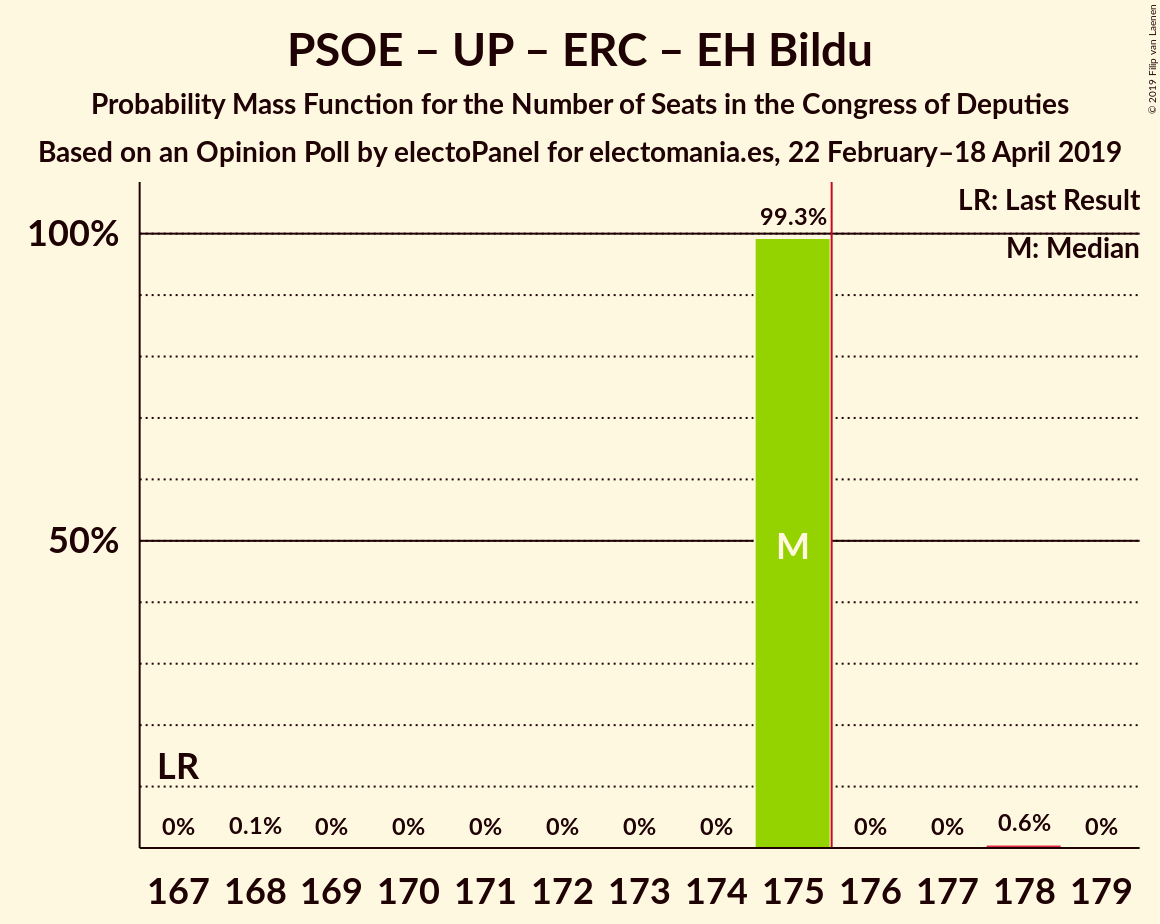 PSOE – UP – ERC – EH Bildu
Probability Mass Function for the Number of Seats in the Congress of Deputies
Based on an Opinion Poll by electoPanel for electomania.es, 22 February–18 April 2019
© 2019 Filip van Laenen
LR: Last Result
M: Median
100%
50%
99.3%
M
LR
0% 0.1% 0% 0% 0% 0% 0% 0% 0% 0% 0.6% 0%
167 168 169 170 171 172 173 174 175 176 177 178 179